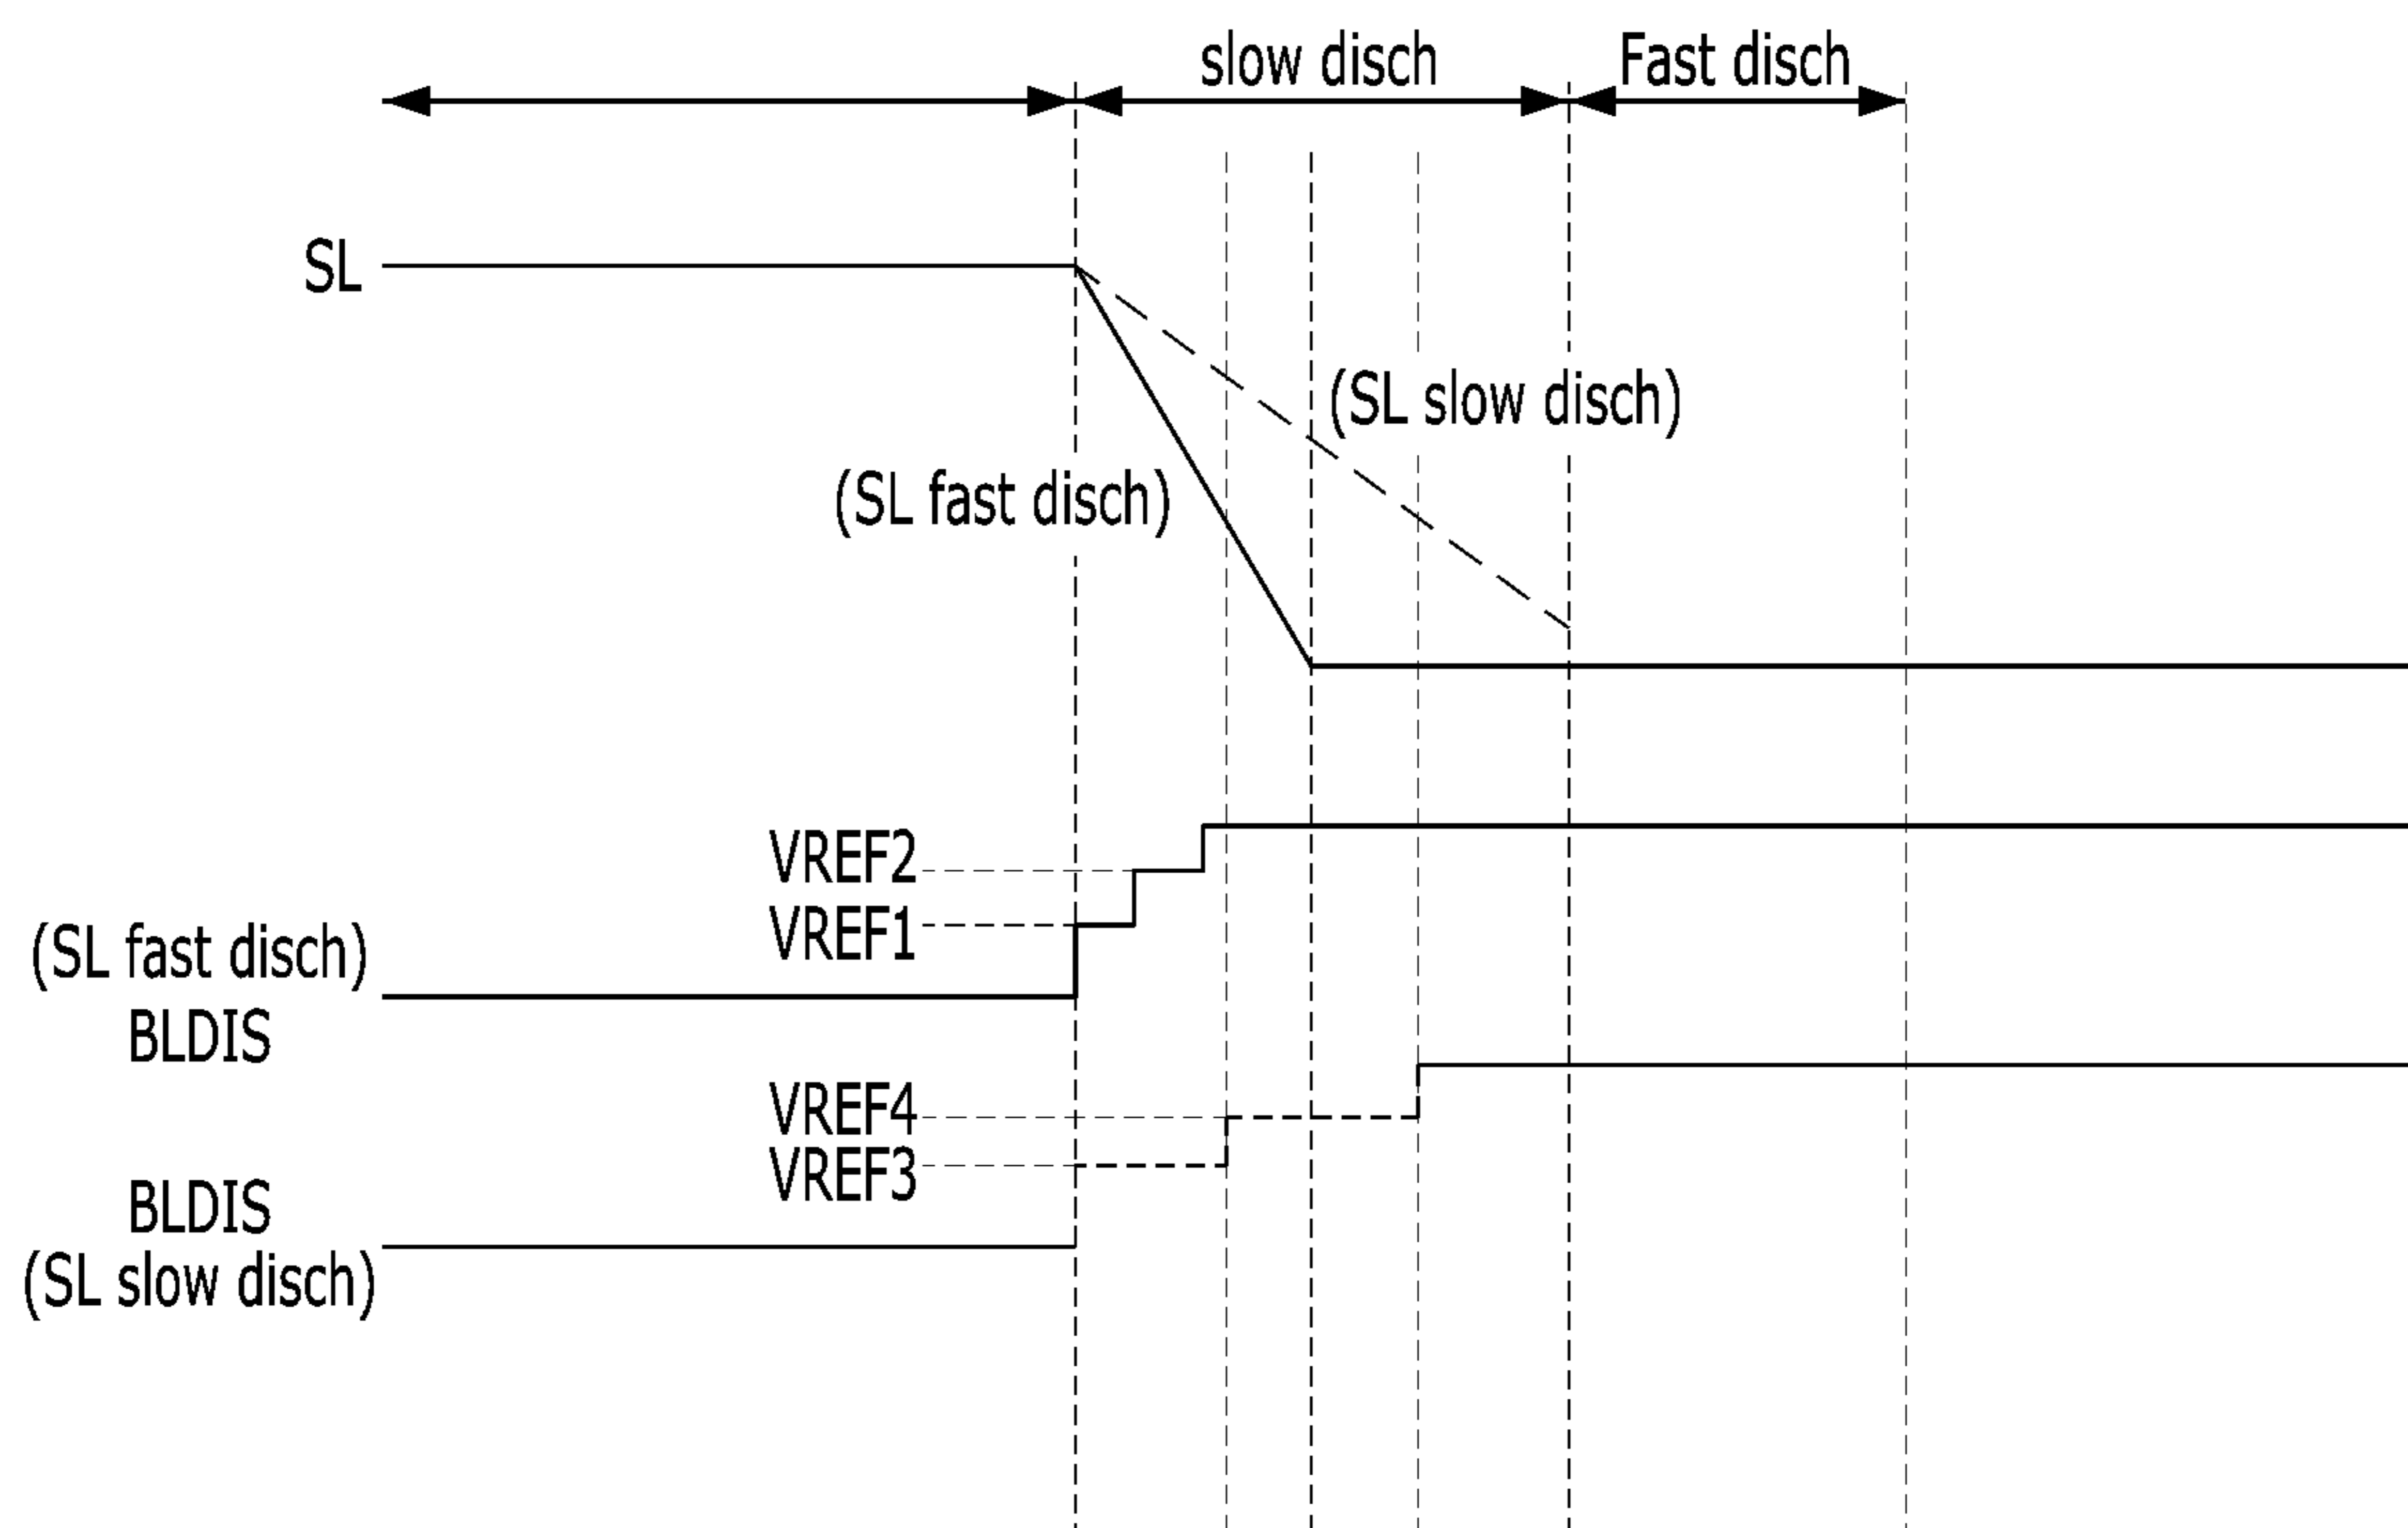 slow disch
Fast disch
SL
(SL slow disch)
(SL fast disch)
VREF2
VREF1
(SL fast disch)
BLDIS
VREF4
VREF3
BLDIS
(SL slow disch)